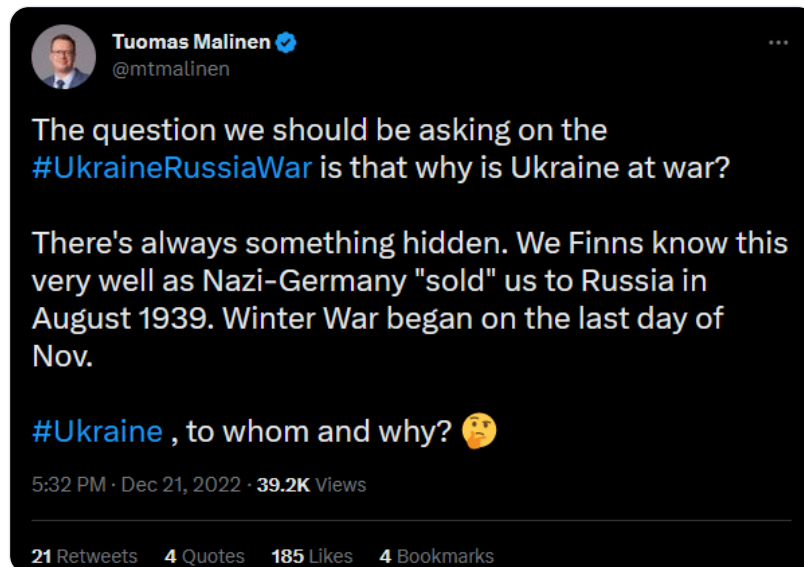 Tuomas Malinen
@mtmalinen
The question we should be asking on the
#UkraineRussiaWar is that why is Ukraine at war?
There's always something hidden. We Finns know this
very well as Nazi-Germany "sold" us to Russia in
August 1939. Winter War began on the last day of
Nov.
#Ukraine , to whom and why? 🤔
5:32 PM · Dec 21, 2022 · 39.2K Views
21 Retweets 4 Quotes 185 Likes 4 Bookmarks